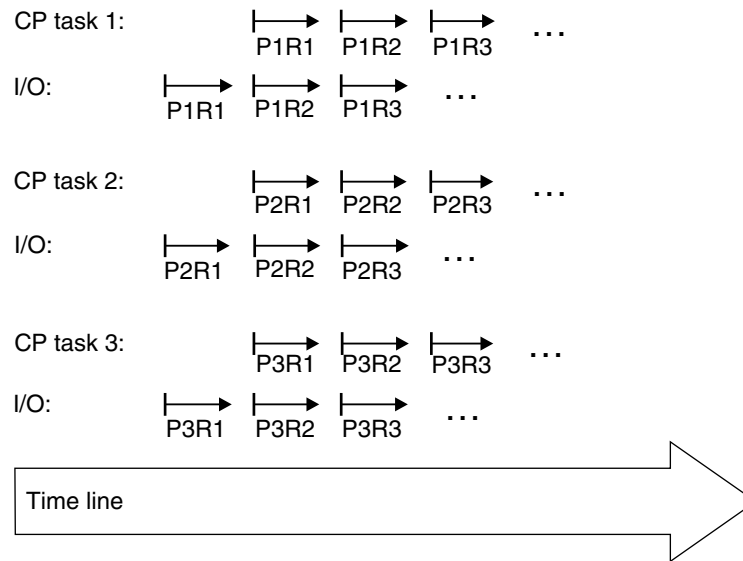 CP task 1:
P1R1 P1R2 P1R3 ...
I/O:
P1R1 P1R2 P1R3 ...
CP task 2:
P2R1 P2R2 P2R3 ...
I/O:
P2R1 P2R2 P2R3 ...
CP task 3:
P3R1 P3R2 P3R3 ...
I/O:
P3R1 P3R2 P3R3 ...
Time line